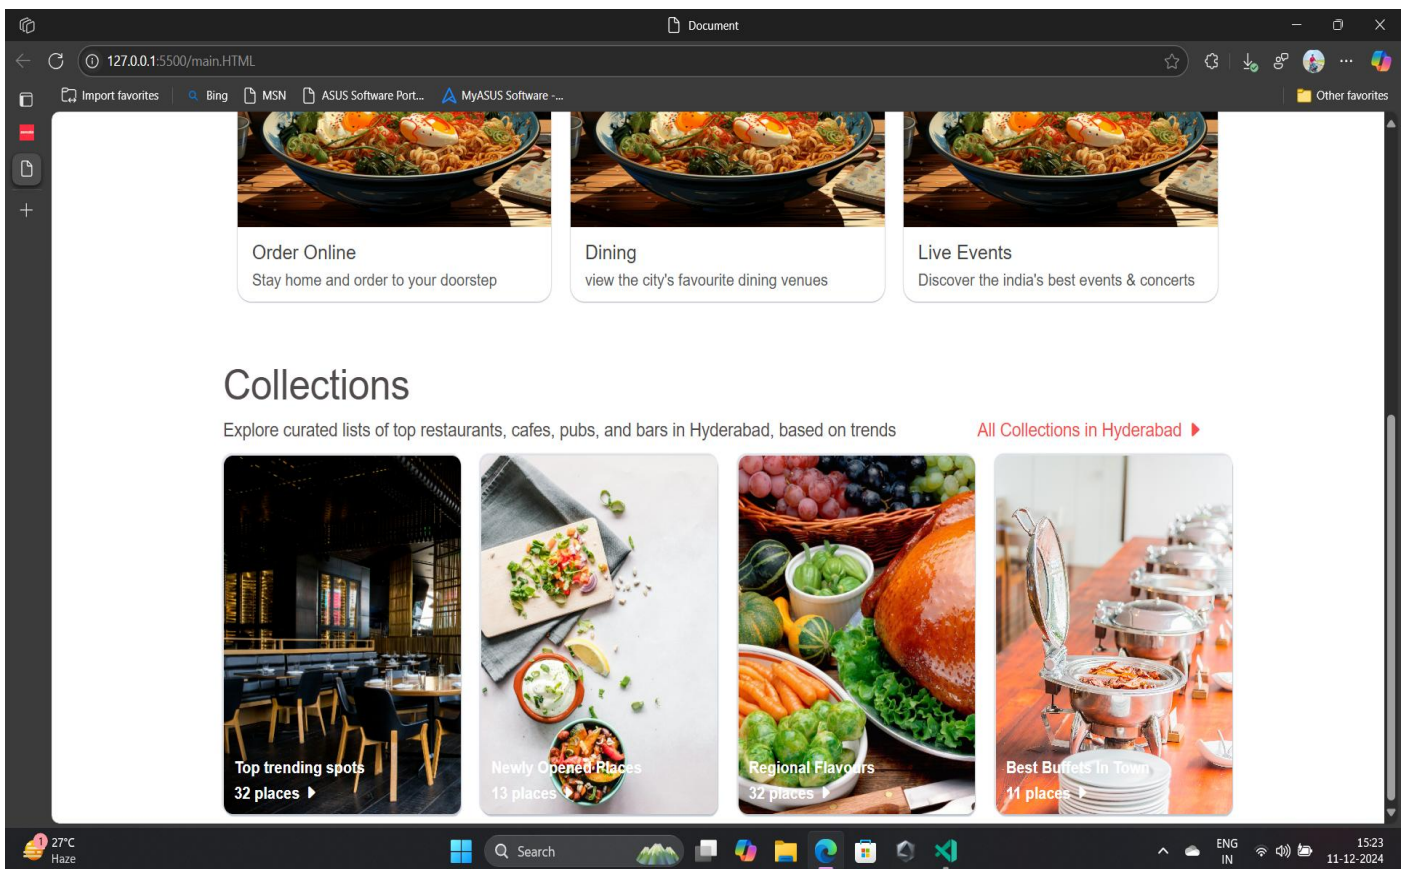 Document
127.0.0.1:5500/main.HTML
Import favorites
Bing
MSN
ASUS Software Port...
MyASUS Software -...
Other favorites
Order Online
Stay home and order to your doorstep
Dining
view the city's favourite dining venues
Live Events
Discover the india's best events & concerts
Collections
Explore curated lists of top restaurants, cafes, pubs, and bars in Hyderabad, based on trends
All Collections in Hyderabad
Top trending spots
32 places
Newly Opened Places
13 places
Regional Flavours
32 places
Best Buffets In Town
11 places
1
27°C
Haze
Search
ENG
IN
15:23
11-12-2024